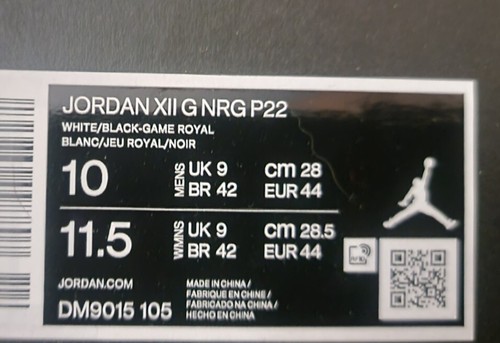 JORDAN XII G NRG P22
WHITE/BLACK-GAME ROYAL
BLANC/JEU ROYAL/NOIR
10 MENS UK 9 cm 28
BR 42 EUR 44
11.5 WMNS UK 9 cm 28.5
BR 42 EUR 44
JORDAN.COM
DM9015 105
MADE IN CHINA /
FABRIQUE EN CHINE /
FABRICADO NA CHINA /
HECHO EN CHINA